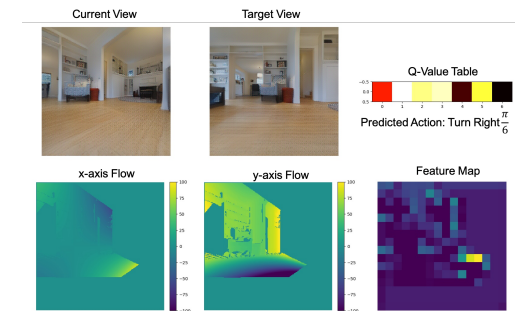 Current View
Target View
Q-Value Table
−0.5
0.0
0.5
0 1 2 3 4 5 6
Predicted Action: Turn Right π/6
x-axis Flow
y-axis Flow
Feature Map
100
75
50
25
0
−25
−50
−75
−100
100
75
50
25
0
−25
−50
−75
−100